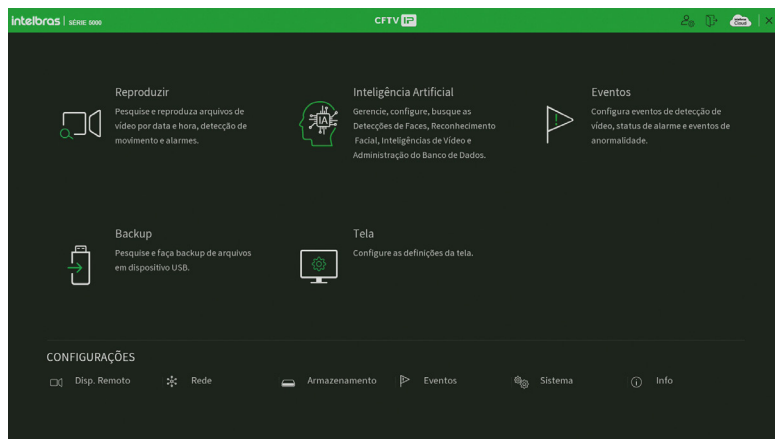 intelbras | SÉRIE 5000
CFTV IP
Cloud
Reproduzir
Pesquise e reproduza arquivos de
vídeo por data e hora, detecção de
movimento e alarmes.
IA
Inteligência Artificial
Gerencie, configure, busque as
Detecções de Faces, Reconhecimento
Facial, Inteligências de Vídeo e
Administração do Banco de Dados.
Eventos
Configura eventos de detecção de
vídeo, status de alarme e eventos de
anormalidade.
Backup
Pesquise e faça backup de arquivos
em dispositivo USB.
Tela
Configure as definições da tela.
CONFIGURAÇÕES
Disp. Remoto
Rede
Armazenamento
Eventos
Sistema
Info